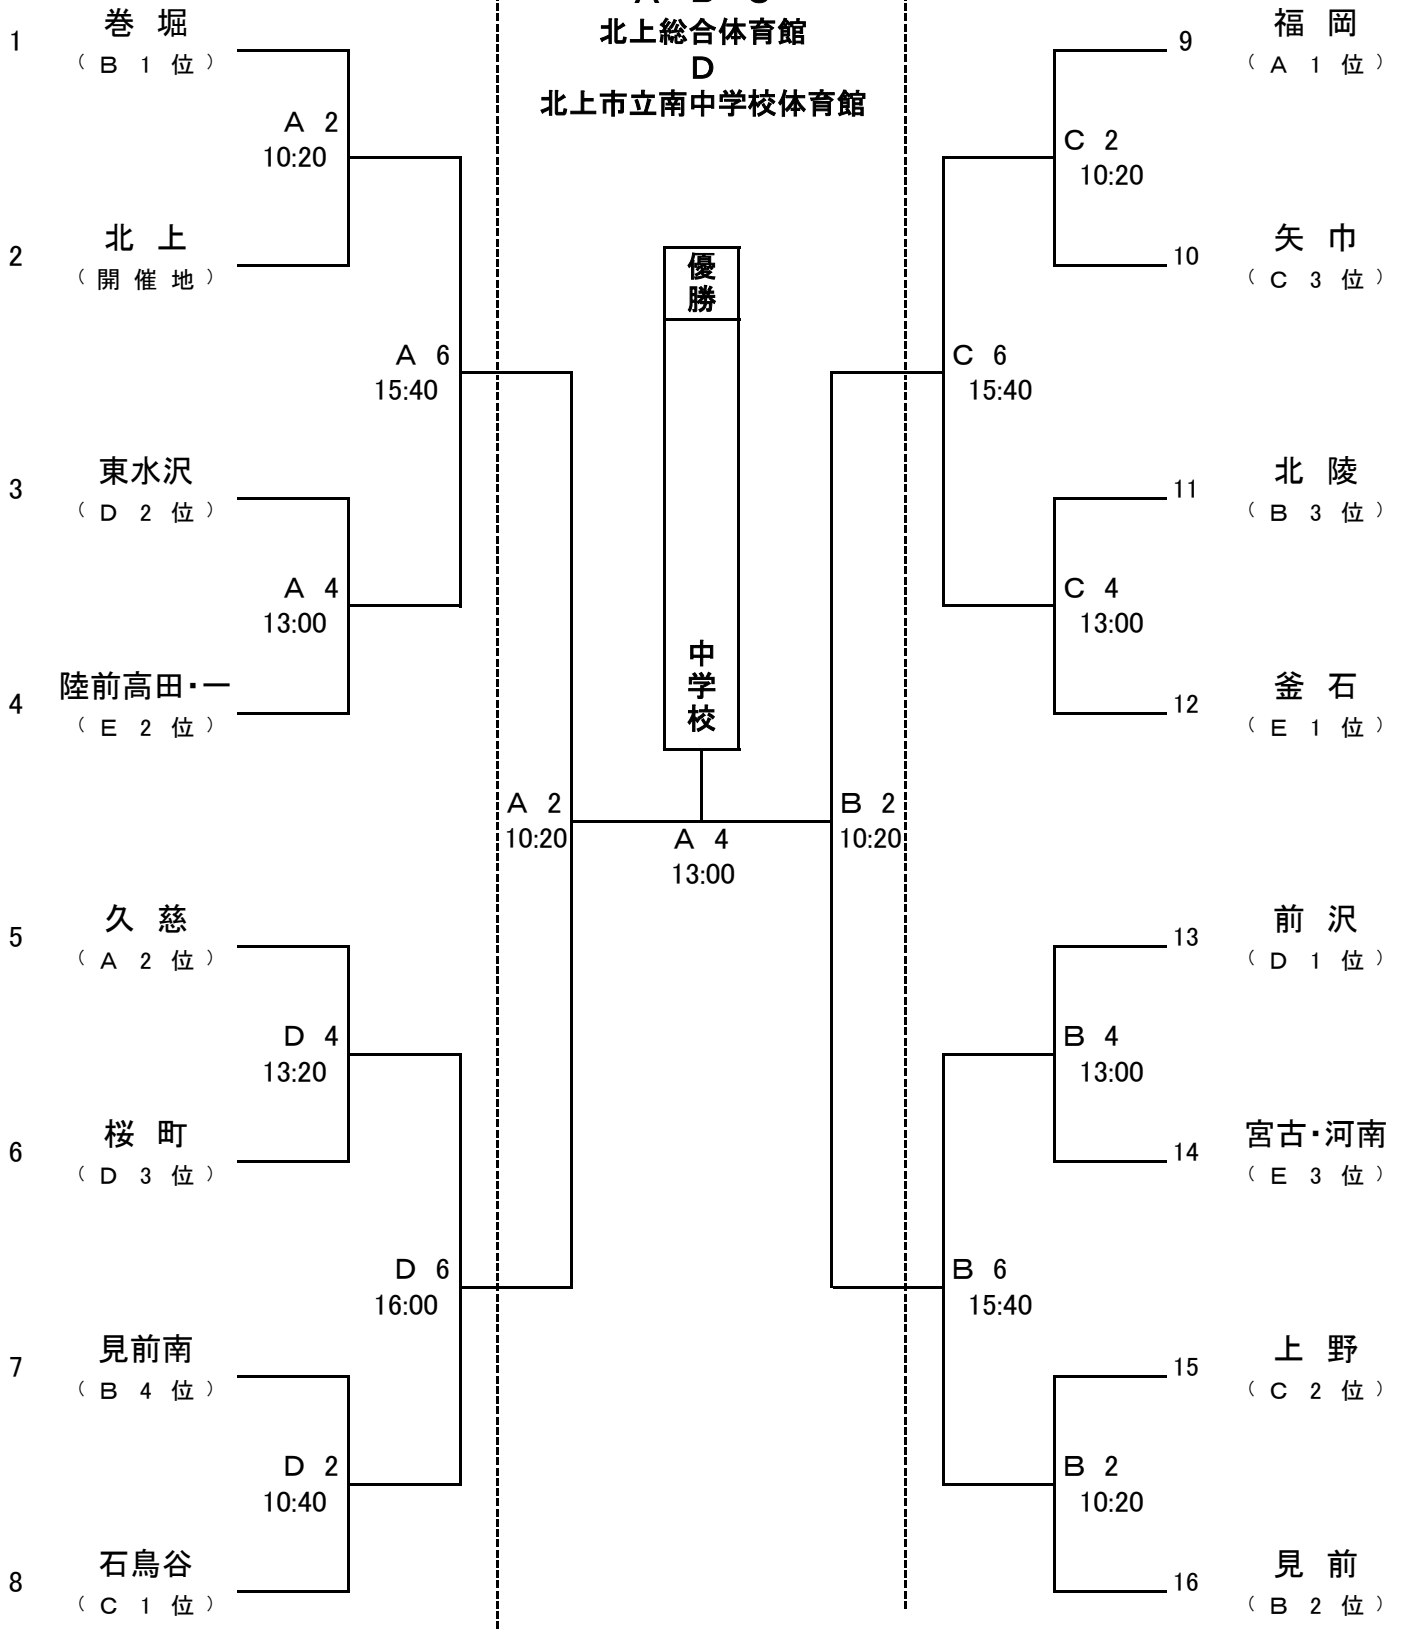 A B C
北上総合体育館
D
北上市立南中学校体育館
1 巻 堀
（ B 1 位 ）
A 2
10:20
2 北 上
（ 開 催 地 ）
A 6
15:40
3 東水沢
（ D 2 位 ）
A 4
13:00
4 陸前高田・一
（ E 2 位 ）
A 2
10:20
5 久 慈
（ A 2 位 ）
D 4
13:20
6 桜 町
（ D 3 位 ）
D 6
16:00
7 見前南
（ B 4 位 ）
D 2
10:40
8 石鳥谷
（ C 1 位 ）
優勝
中学校
A 4
13:00
9 福 岡
（ A 1 位 ）
C 2
10:20
10 矢 巾
（ C 3 位 ）
C 6
15:40
11 北 陵
（ B 3 位 ）
C 4
13:00
12 釜 石
（ E 1 位 ）
B 2
10:20
13 前 沢
（ D 1 位 ）
B 4
13:00
14 宮古・河南
（ E 3 位 ）
B 6
15:40
15 上 野
（ C 2 位 ）
B 2
10:20
16 見 前
（ B 2 位 ）